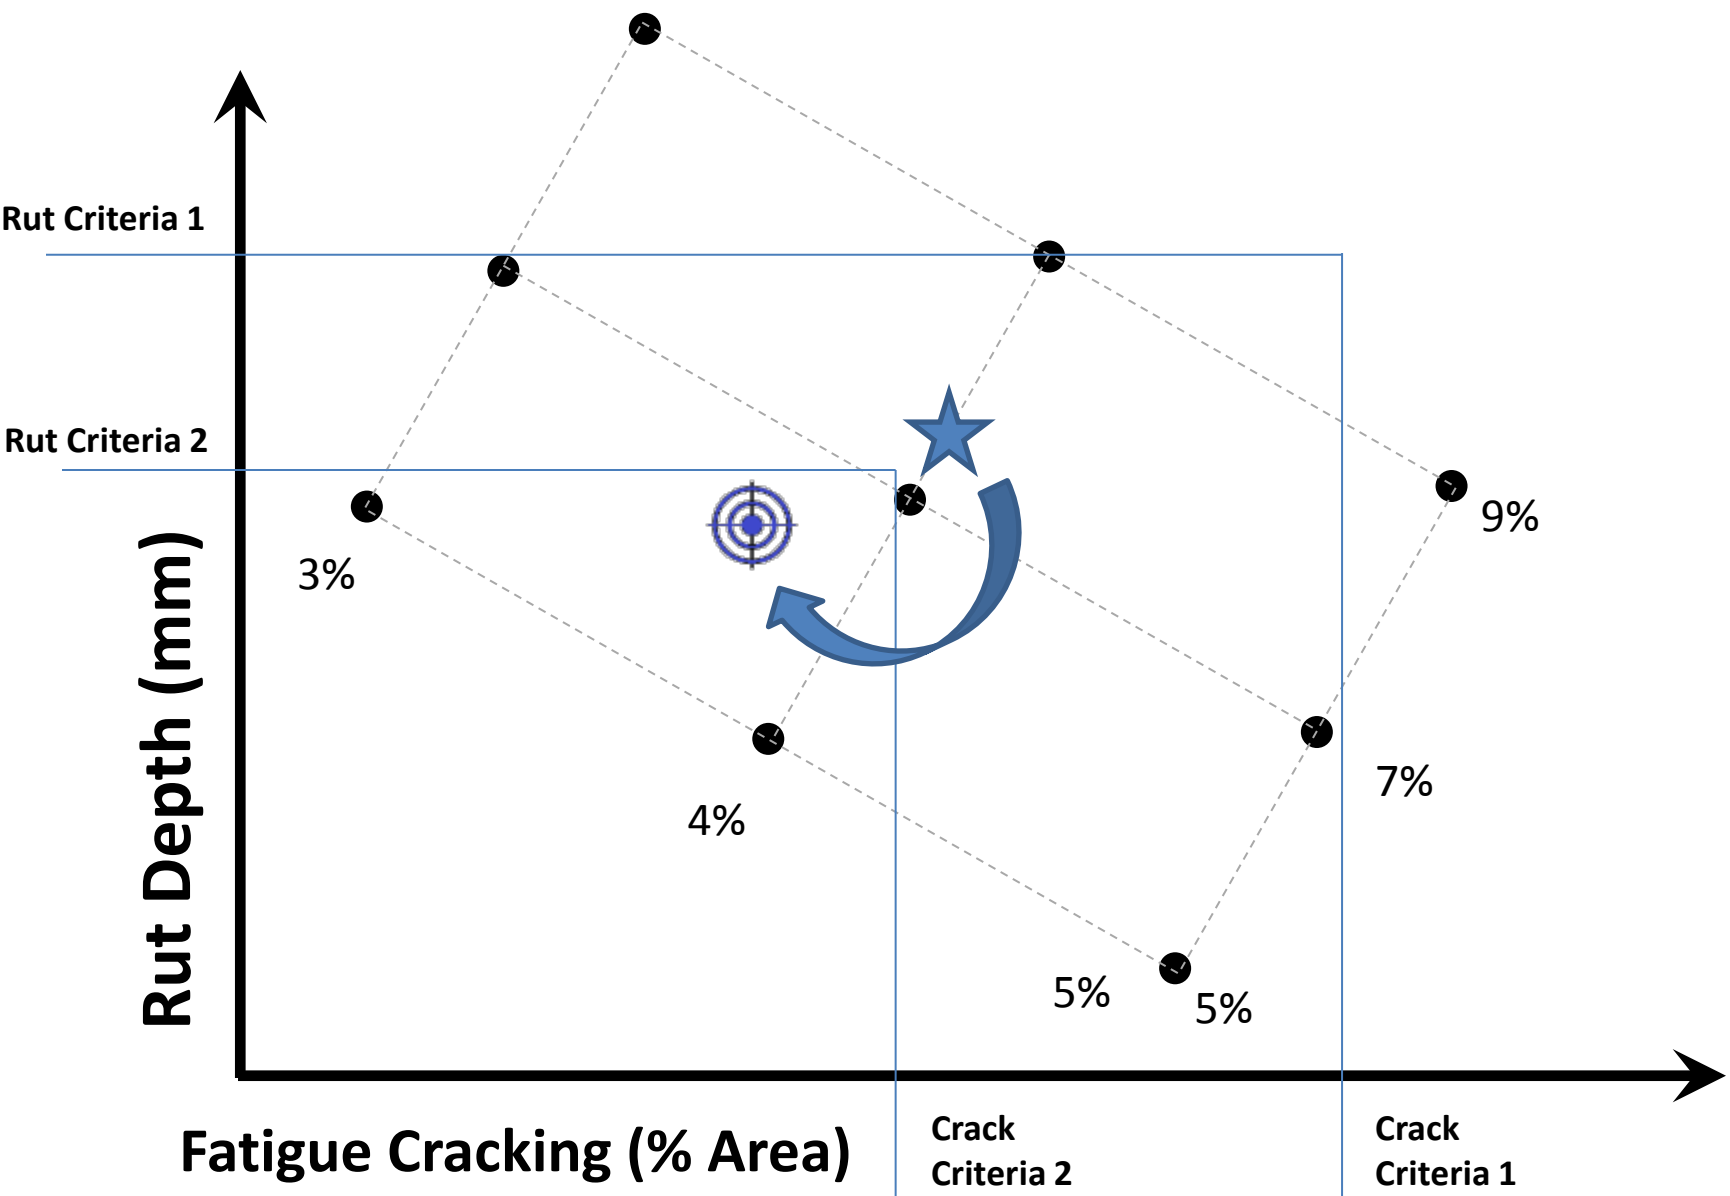 Rut Criteria 1
Rut Criteria 2
Rut Depth (mm)
3%
4%
5%
5%
7%
9%
Fatigue Cracking (% Area)
Crack
Criteria 2
Crack
Criteria 1